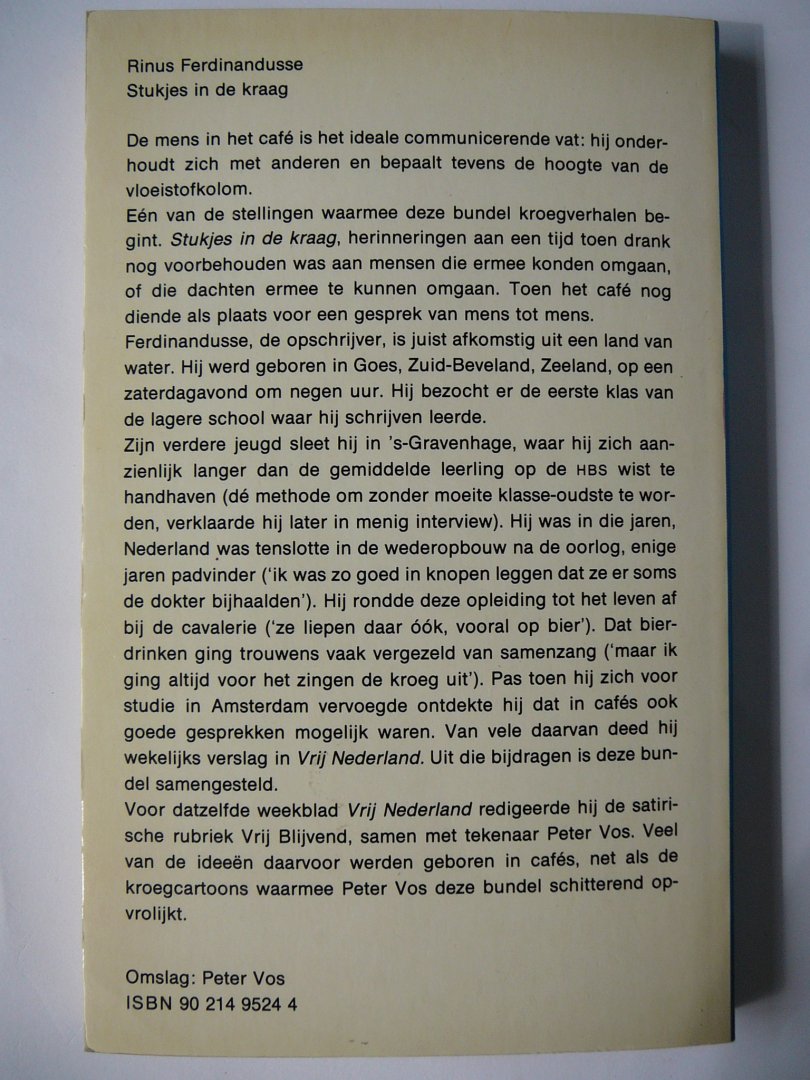 Rinus Ferdinandusse
Stukjes in de kraag
De mens in het café is het ideale communicerende vat: hij onder-
houdt zich met anderen en bepaalt tevens de hoogte van de
vloeistofkolom.
Eén van de stellingen waarmee deze bundel kroegverhalen be-
gint. Stukjes in de kraag, herinneringen aan een tijd toen drank
nog voorbehouden was aan mensen die ermee konden omgaan,
of die dachten ermee te kunnen omgaan. Toen het café nog
diende als plaats voor een gesprek van mens tot mens.
Ferdinandusse, de opschrijver, is juist afkomstig uit een land van
water. Hij werd geboren in Goes, Zuid-Beveland, Zeeland, op een
zaterdagavond om negen uur. Hij bezocht er de eerste klas van
de lagere school waar hij schrijven leerde.
Zijn verdere jeugd sleet hij in 's-Gravenhage, waar hij zich aan-
zienlijk langer dan de gemiddelde leerling op de HBS wist te
handhaven (dé methode om zonder moeite klasse-oudste te wor-
den, verklaarde hij later in menig interview). Hij was in die jaren,
Nederland was tenslotte in de wederopbouw na de oorlog, enige
jaren padvinder ('ik was zo goed in knopen leggen dat ze er soms
de dokter bijhaalden'). Hij rondde deze opleiding tot het leven af
bij de cavalerie ('ze liepen daar óók, vooral op bier'). Dat bier-
drinken ging trouwens vaak vergezeld van samenzang ('maar ik
ging altijd voor het zingen de kroeg uit'). Pas toen hij zich voor
studie in Amsterdam vervoegde ontdekte hij dat in cafés ook
goede gesprekken mogelijk waren. Van vele daarvan deed hij
wekelijks verslag in Vrij Nederland. Uit die bijdragen is deze bun-
del samengesteld.
Voor datzelfde weekblad Vrij Nederland redigeerde hij de satiri-
sche rubriek Vrij Blijvend, samen met tekenaar Peter Vos. Veel
van de ideeën daarvoor werden geboren in cafés, net als de
kroegcartoons waarmee Peter Vos deze bundel schitterend op-
vrolijkt.
Omslag: Peter Vos
ISBN 90 214 9524 4